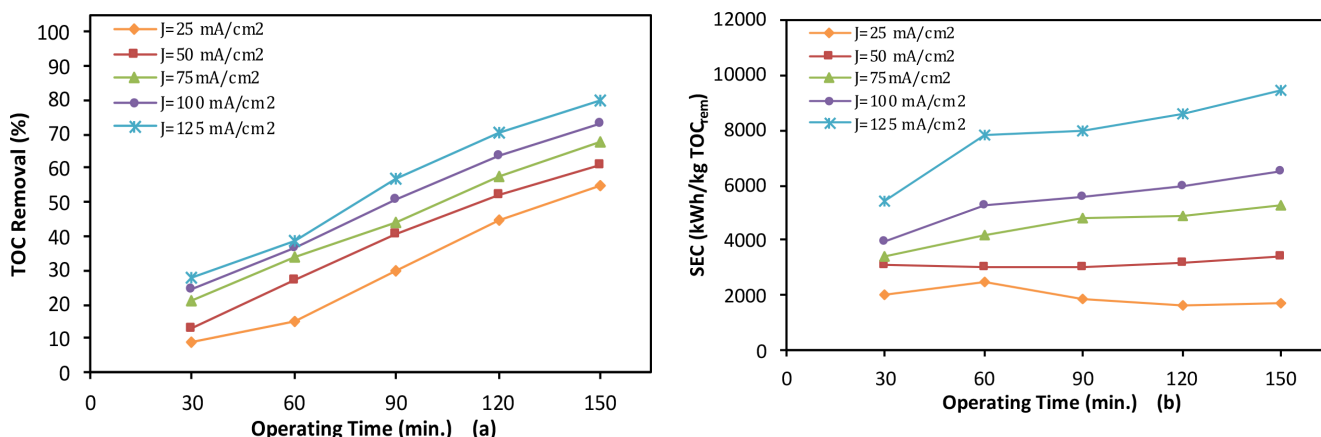 100
90
80
70
60
50
40
30
20
10
0
TOC Removal (%)
J=25 mA/cm2
J=50 mA/cm2
J=75mA/cm2
J=100 mA/cm2
J=125 mA/cm2
0 30 60 90 120 150
Operating Time (min.) (a)
12000
10000
8000
6000
4000
2000
0
SEC (kWh/kg TOCrem)
J=25 mA/cm2
J=50 mA/cm2
J=75 mA/cm2
J=100 mA/cm2
J=125 mA/cm2
0 30 60 90 120 150
Operating Time (min.) (b)